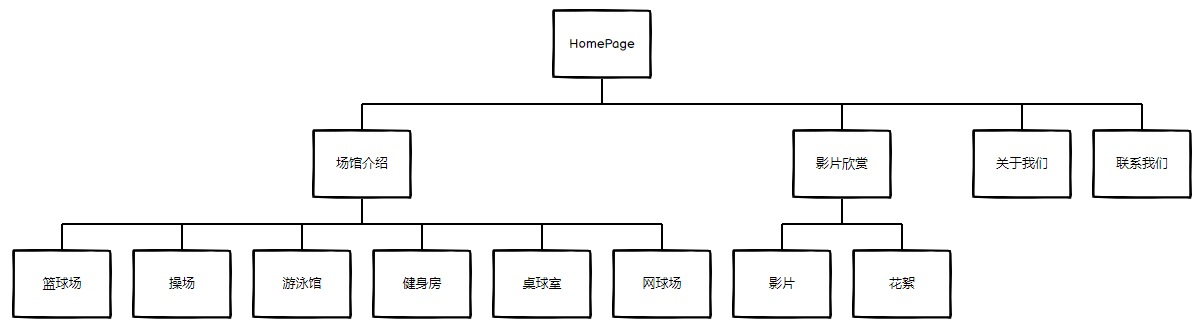 HomePage
场馆介绍
影片欣赏
关于我们
联系我们
篮球场
操场
游泳馆
健身房
桌球室
网球场
影片
花絮